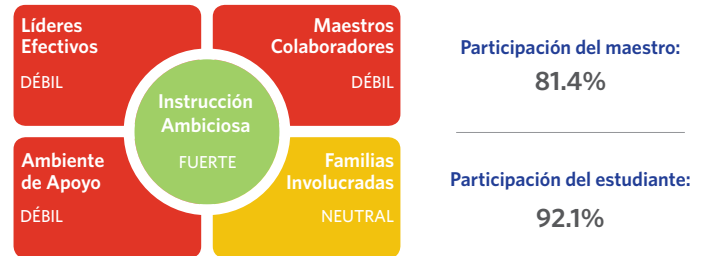 Líderes
Efectivos
DÉBIL
Maestros
Colaboradores
DÉBIL
Instrucción
Ambiciosa
FUERTE
Ambiente
de Apoyo
DÉBIL
Familias
Involucradas
NEUTRAL
Participación del maestro:
81.4%
Participación del estudiante:
92.1%